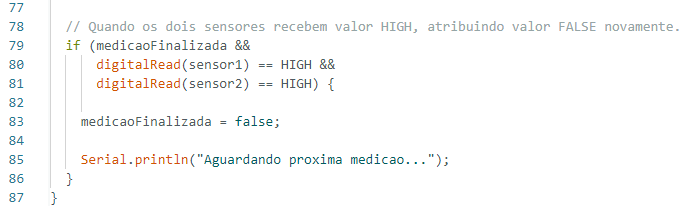 77
78 // Quando os dois sensores recebem valor HIGH, atribuindo valor FALSE novamente.
79 if (medicaoFinalizada &&
80 digitalRead(sensor1) == HIGH &&
81 digitalRead(sensor2) == HIGH) {
82
83 medicaoFinalizada = false;
84
85 Serial.println("Aguardando proxima medicao...");
86 }
87 }